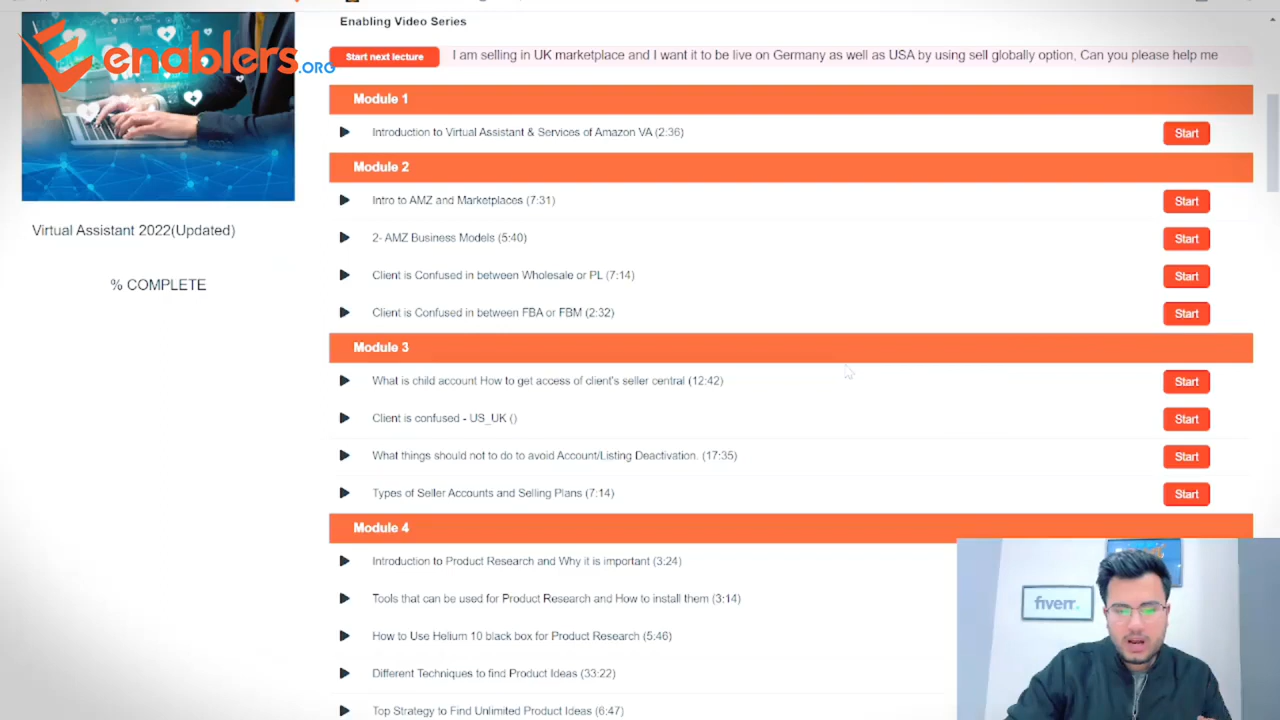 Enabling Video Series
enablers.ORG
Start next lecture
I am selling in UK marketplace and I want it to be live on Germany as well as USA by using sell globally option, Can you please help me
Module 1
Introduction to Virtual Assistant & Services of Amazon VA (2:36)
Start
Module 2
Intro to AMZ and Marketplaces (7:31)
Start
2- AMZ Business Models (5:40)
Start
Client is Confused in between Wholesale or PL (7:14)
Start
Client is Confused in between FBA or FBM (2:32)
Start
Module 3
What is child account How to get access of client's seller central (12:42)
Start
Client is confused - US_UK ()
Start
What things should not to do to avoid Account/Listing Deactivation. (17:35)
Start
Types of Seller Accounts and Selling Plans (7:14)
Start
Module 4
Introduction to Product Research and Why it is important (3:24)
Tools that can be used for Product Research and How to install them (3:14)
How to Use Helium 10 black box for Product Research (5:46)
Different Techniques to find Product Ideas (33:22)
Top Strategy to Find Unlimited Product Ideas (6:47)
Virtual Assistant 2022(Updated)
% COMPLETE
fiverr.